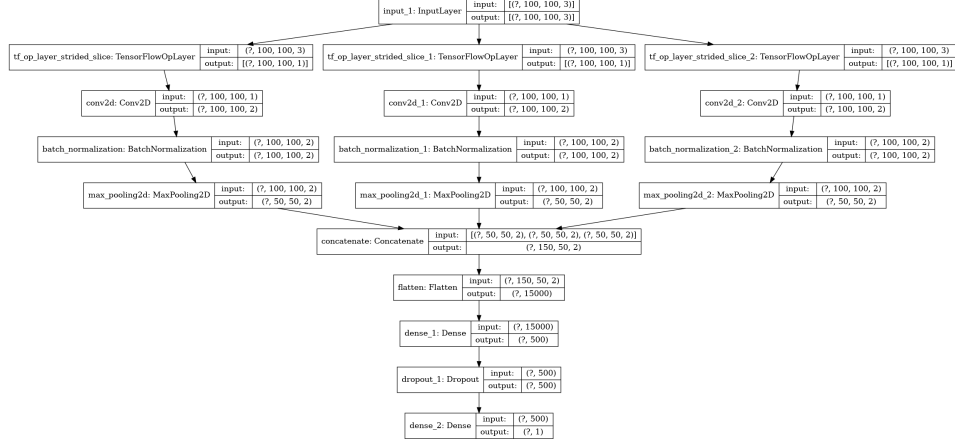 input_1: InputLayer input: [(?, 100, 100, 3)]
output: [(?, 100, 100, 3)]
tf_op_layer_strided_slice: TensorFlowOpLayer input: (?, 100, 100, 3)
output: [(?, 100, 100, 1)]
tf_op_layer_strided_slice_1: TensorFlowOpLayer input: (?, 100, 100, 3)
output: [(?, 100, 100, 1)]
tf_op_layer_strided_slice_2: TensorFlowOpLayer input: (?, 100, 100, 3)
output: [(?, 100, 100, 1)]
conv2d: Conv2D input: (?, 100, 100, 1)
output: (?, 100, 100, 2)
conv2d_1: Conv2D input: (?, 100, 100, 1)
output: (?, 100, 100, 2)
conv2d_2: Conv2D input: (?, 100, 100, 1)
output: (?, 100, 100, 2)
batch_normalization: BatchNormalization input: (?, 100, 100, 2)
output: (?, 100, 100, 2)
batch_normalization_1: BatchNormalization input: (?, 100, 100, 2)
output: (?, 100, 100, 2)
batch_normalization_2: BatchNormalization input: (?, 100, 100, 2)
output: (?, 100, 100, 2)
max_pooling2d: MaxPooling2D input: (?, 100, 100, 2)
output: (?, 50, 50, 2)
max_pooling2d_1: MaxPooling2D input: (?, 100, 100, 2)
output: (?, 50, 50, 2)
max_pooling2d_2: MaxPooling2D input: (?, 100, 100, 2)
output: (?, 50, 50, 2)
concatenate: Concatenate input: [(?, 50, 50, 2), (?, 50, 50, 2), (?, 50, 50, 2)]
output: (?, 150, 50, 2)
flatten: Flatten input: (?, 150, 50, 2)
output: (?, 15000)
dense_1: Dense input: (?, 15000)
output: (?, 500)
dropout_1: Dropout input: (?, 500)
output: (?, 500)
dense_2: Dense input: (?, 500)
output: (?, 1)